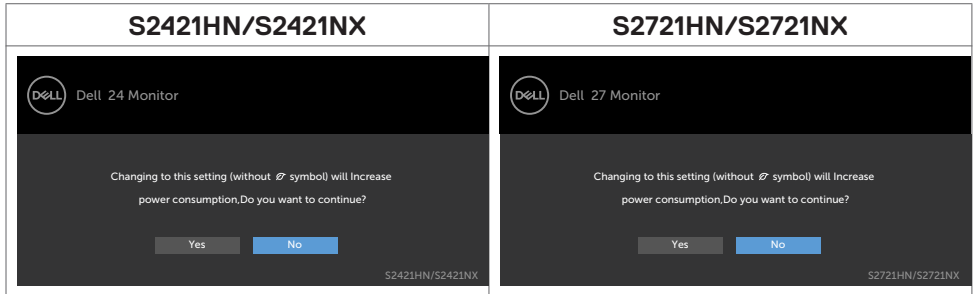 S2421HN/S2421NX
S2721HN/S2721NX
DELL
Dell 24 Monitor
Changing to this setting (without symbol) will Increase
power consumption,Do you want to continue?
Yes
No
S2421HN/S2421NX
DELL
Dell 27 Monitor
Changing to this setting (without symbol) will Increase
power consumption,Do you want to continue?
Yes
No
S2721HN/S2721NX